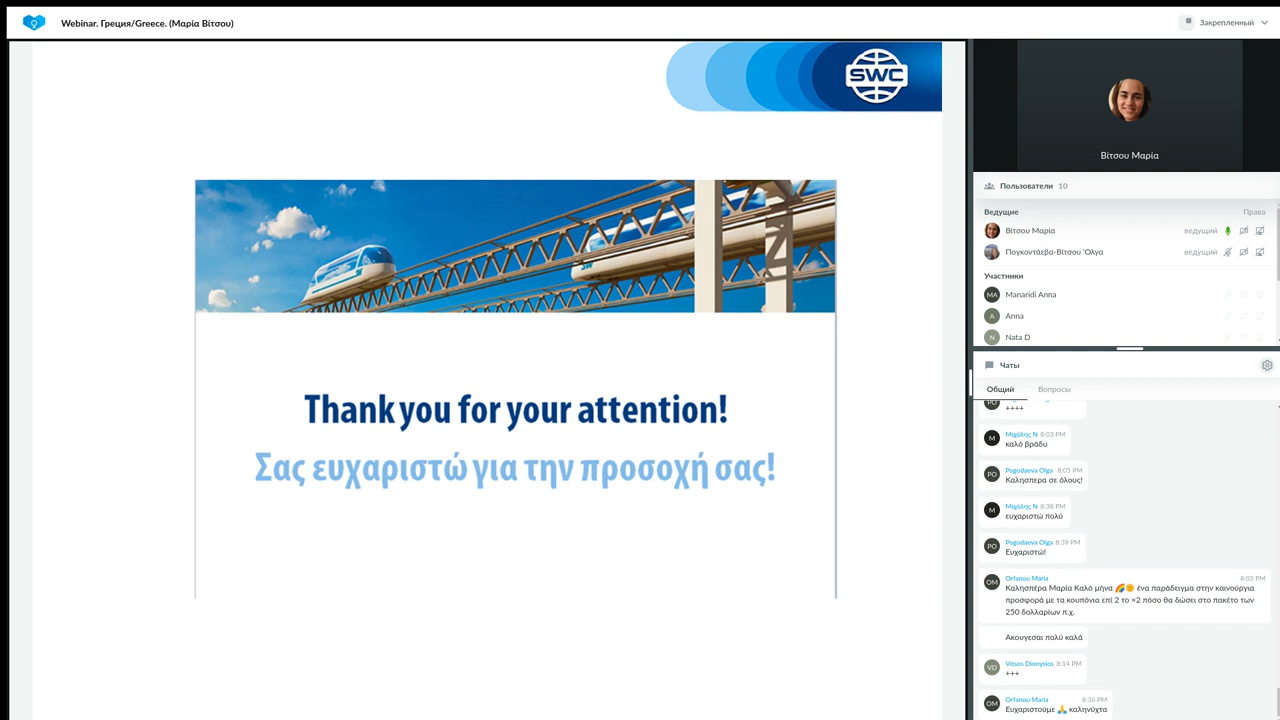 Webinar. Греция/Greece. (Μαρία Βίτσου)
Закрепленный
SWC
Thank you for your attention!
Σας ευχαριστώ για την προσοχή σας!
Βίτσου Μαρία
Пользователи 10
Ведущие Права
Βίτσου Μαρία ведущий
Πογκοντάεβα-Βίτσου 'Ολγα ведущий
Участники
MA Manaridi Anna
A Anna
N Nata D
Чаты
Общий Вопросы
++++
M Μιχάλης Ν 8:03 PM
καλό βράδυ
PO Pogodaeva Olga 8:05 PM
Καλησπερα σε όλους!
M Μιχάλης Ν 8:38 PM
ευχαριστώ πολύ
PO Pogodaeva Olga 8:39 PM
Ευχαριστώ!
OM Orfanou Maria 8:03 PM
Καλησπέρα Μαρία Καλό μήνα 🌈🌞 ένα παράδειγμα στην καινούργια
προσφορά με τα κουπόνια επί 2 το ×2 πόσο θα δώσει στο πακέτο των
250 δολλαρίων π.χ.
Ακουγεσαι πολύ καλά
VD Vitsos Dionysios 8:14 PM
+++
OM Orfanou Maria 8:36 PM
Ευχαριστούμε 🙏 καληνύχτα